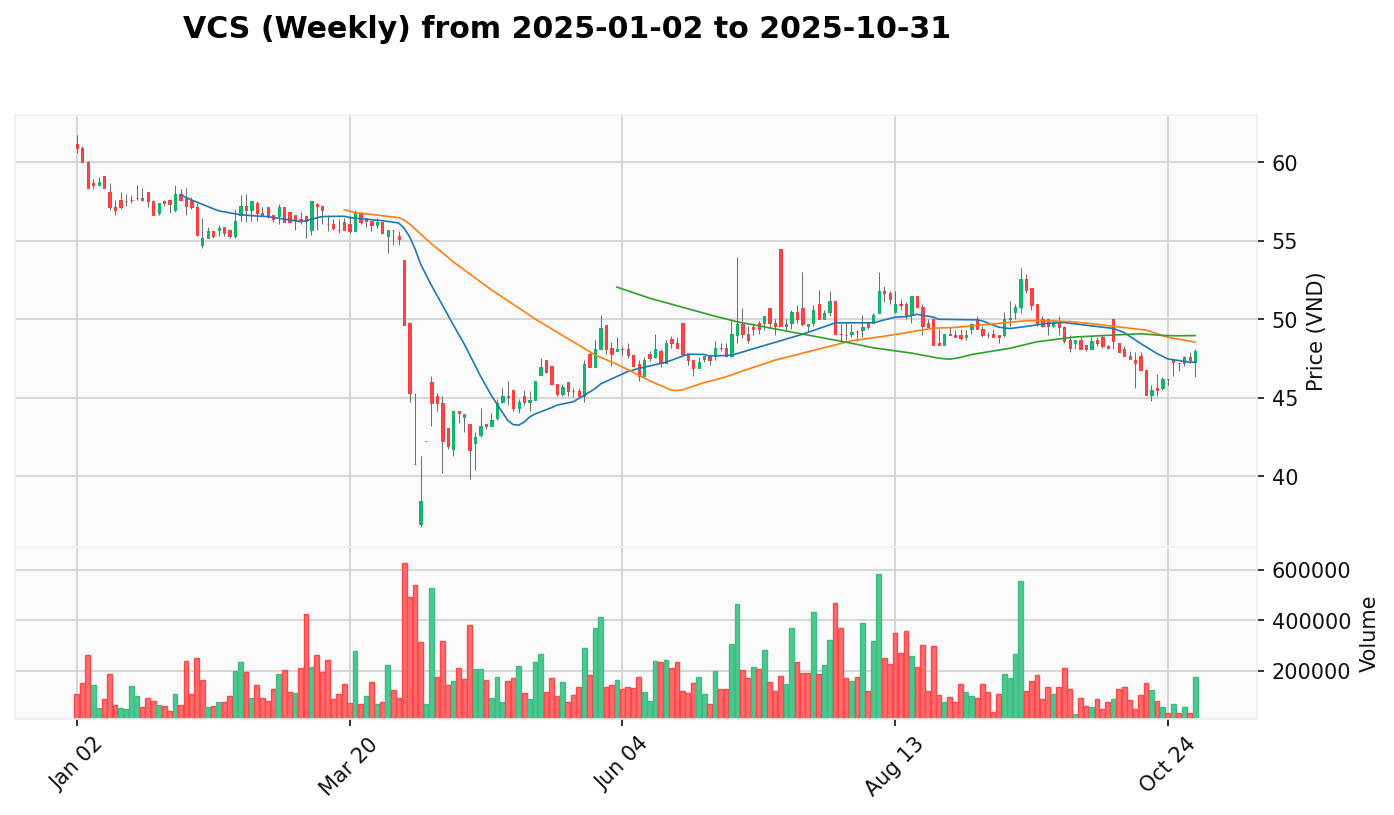 VCS (Weekly) from 2025-01-02 to 2025-10-31
60
55
50
45
40
Price (VND)
600000
400000
200000
Volume
Jan 02
Mar 20
Jun 04
Aug 13
Oct 24